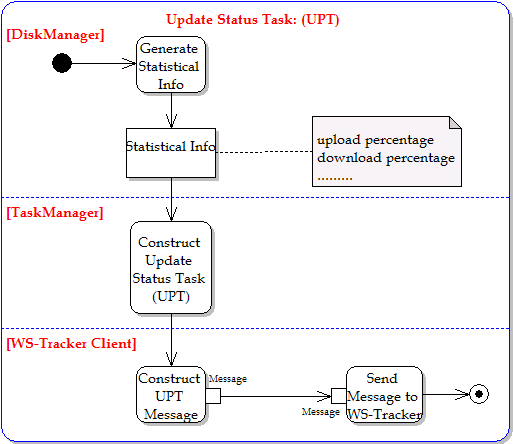 Update Status Task: (UPT)
[DiskManager]
Generate
Statistical
Info
Statistical Info
upload percentage
download percentage
.........
[TaskManager]
Construct
Update
Status Task
(UPT)
[WS-Tracker Client]
Construct
UPT
Message
Message
Message
Send
Message to
WS-Tracker